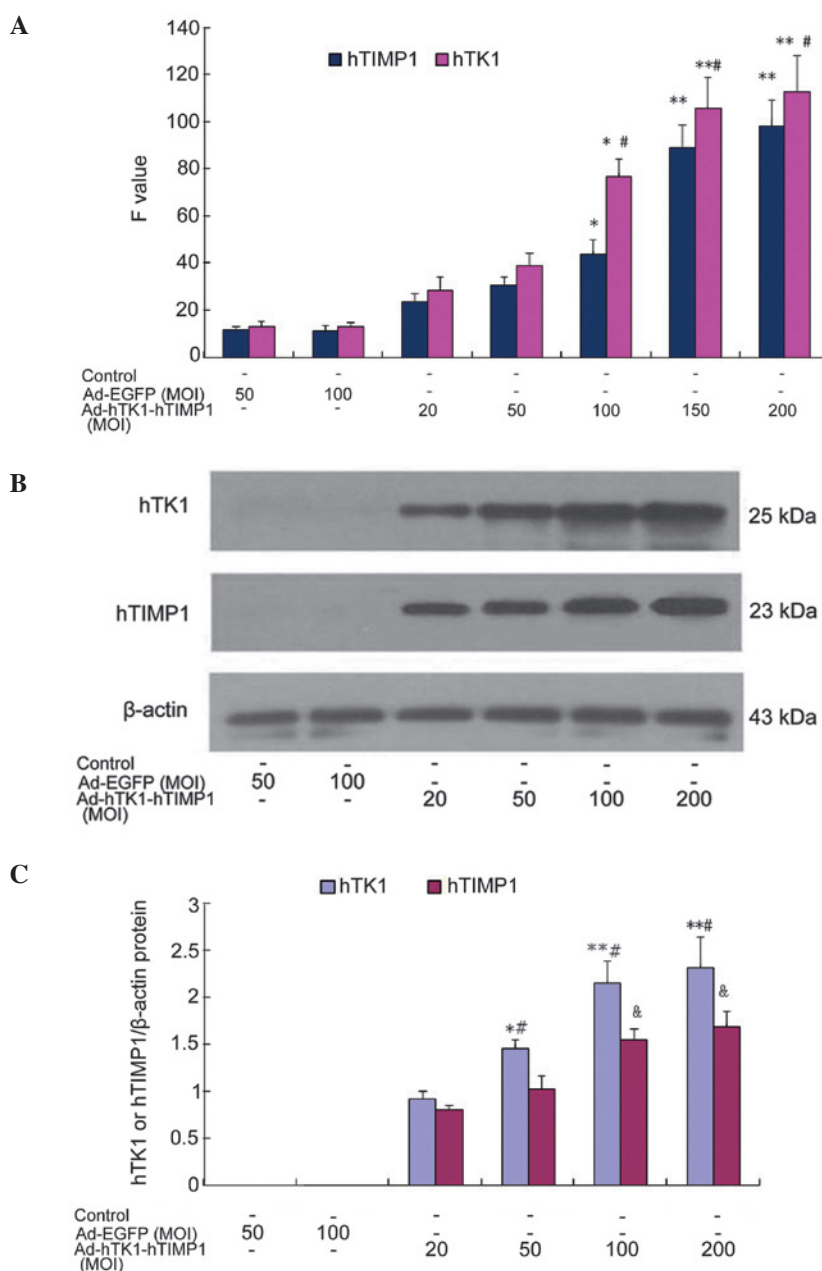 A
140
120
100
80
60
40
20
0
F value
hTIMP1 hTK1
* * # ** **# ** ** #
Control - - - - - - -
Ad-EGFP (MOI) 50 100 - - - - -
Ad-hTK1-hTIMP1 - - 20 50 100 150 200
(MOI)
B
hTK1 25 kDa
hTIMP1 23 kDa
β-actin 43 kDa
Control - - - - - -
Ad-EGFP (MOI) 50 100 - - - -
Ad-hTK1-hTIMP1 - - 20 50 100 200
(MOI)
C
hTK1 or hTIMP1/β-actin protein
3
2.5
2
1.5
1
0.5
0
hTK1 hTIMP1
*# **# & **# &
Control - - - - - -
Ad-EGFP (MOI) 50 100 - - - -
Ad-hTK1-hTIMP1 - - 20 50 100 200
(MOI)